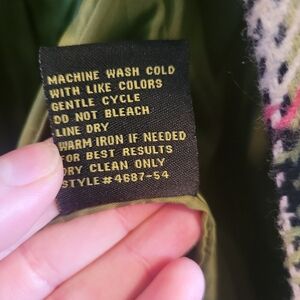 MACHINE WASH COLD
WITH LIKE COLORS
GENTLE CYCLE
DO NOT BLEACH
LINE DRY
WARM IRON IF NEEDED
FOR BEST RESULTS
DRY CLEAN ONLY
STYLE#4687-54